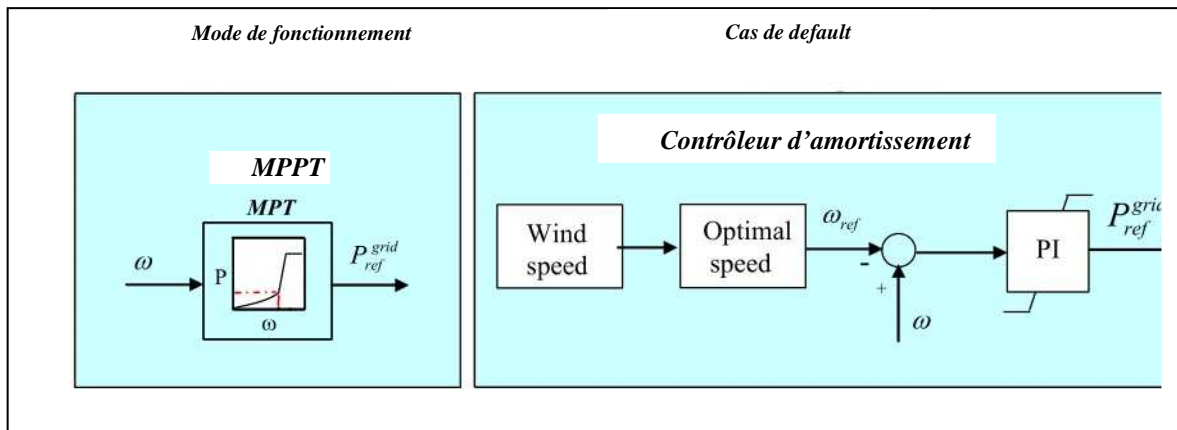 Mode de fonctionnement
Cas de default
MPPT
MPT
ω
P
ω
P_ref^grid
Contrôleur d'amortissement
Wind
speed
Optimal
speed
ω_ref
-
+
ω
PI
P_ref^grid